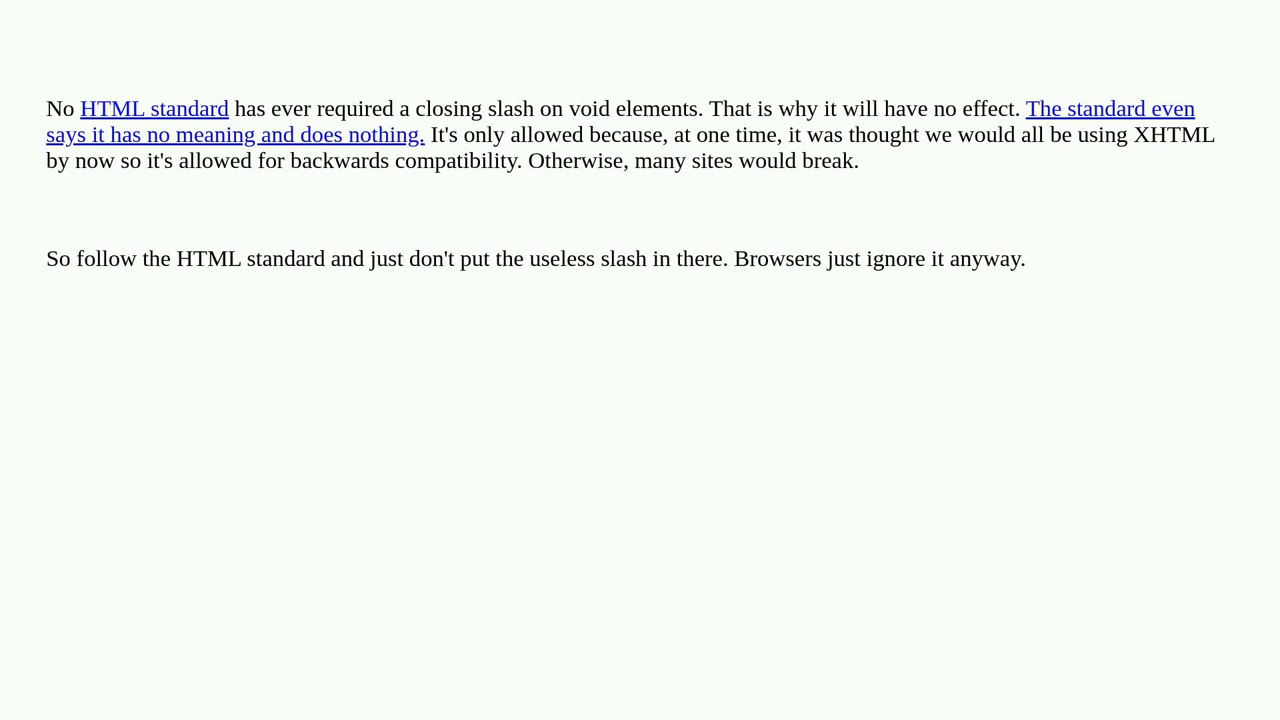 No HTML standard has ever required a closing slash on void elements. That is why it will have no effect. The standard even
says it has no meaning and does nothing. It's only allowed because, at one time, it was thought we would all be using XHTML
by now so it's allowed for backwards compatibility. Otherwise, many sites would break.
So follow the HTML standard and just don't put the useless slash in there. Browsers just ignore it anyway.